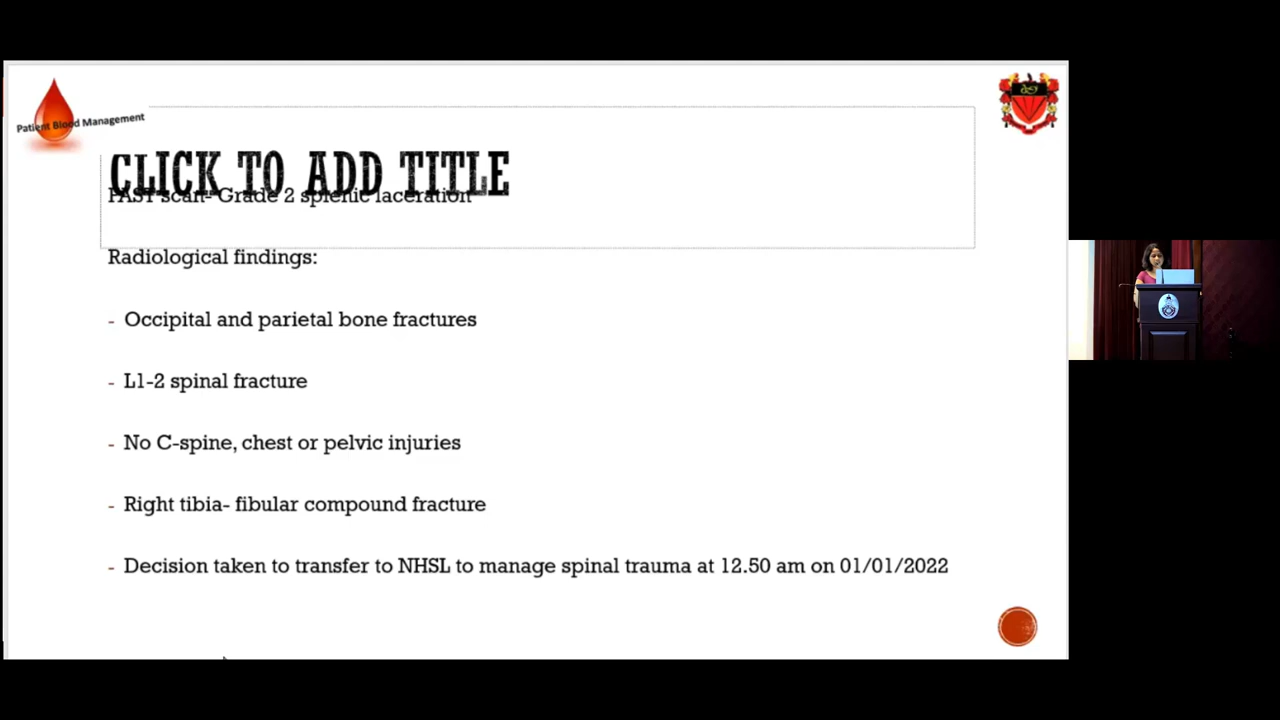 Patient Blood Management
CLICK TO ADD TITLE
FAST scan- Grade 2 splenic laceration
Radiological findings:
- Occipital and parietal bone fractures
- L1-2 spinal fracture
- No C-spine, chest or pelvic injuries
- Right tibia- fibular compound fracture
- Decision taken to transfer to NHSL to manage spinal trauma at 12.50 am on 01/01/2022